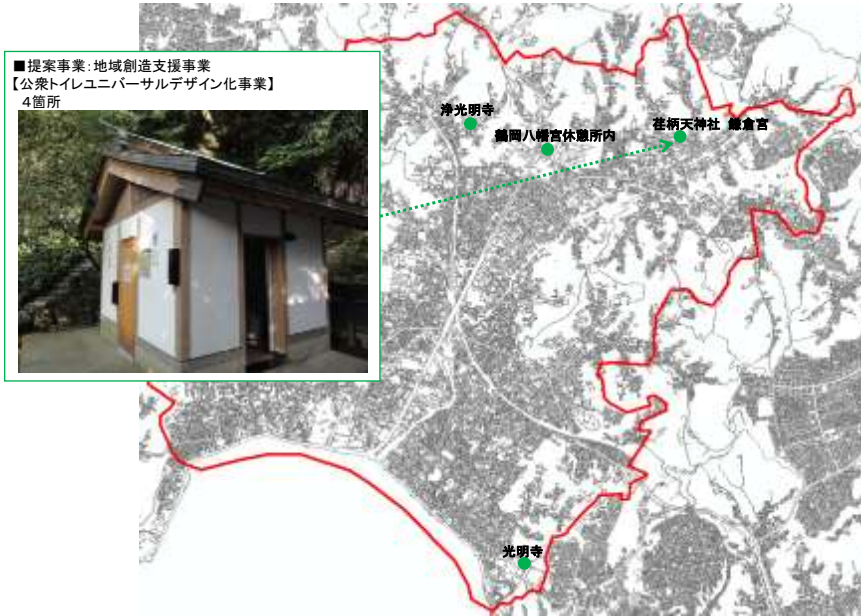 ■提案事業：地域創造支援事業
【公衆トイレユニバーサルデザイン化事業】
4箇所
浄光明寺
鶴岡八幡宮休憩所内
荏柄天神社 鎌倉宮
光明寺